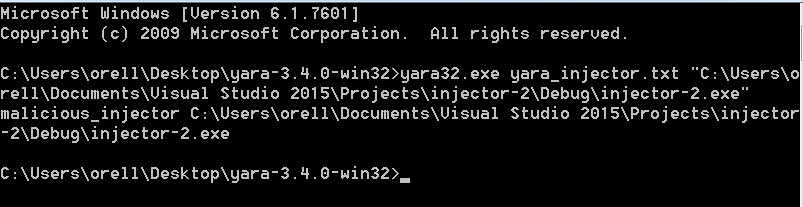 Microsoft Windows [Version 6.1.7601]
Copyright (c) 2009 Microsoft Corporation.  All rights reserved.
C:\Users\orell\Desktop\yara-3.4.0-win32>yara32.exe yara_injector.txt "C:\Users\o
rell\Documents\Visual Studio 2015\Projects\injector-2\Debug\injector-2.exe"
malicious_injector C:\Users\orell\Documents\Visual Studio 2015\Projects\injector
-2\Debug\injector-2.exe
C:\Users\orell\Desktop\yara-3.4.0-win32>_